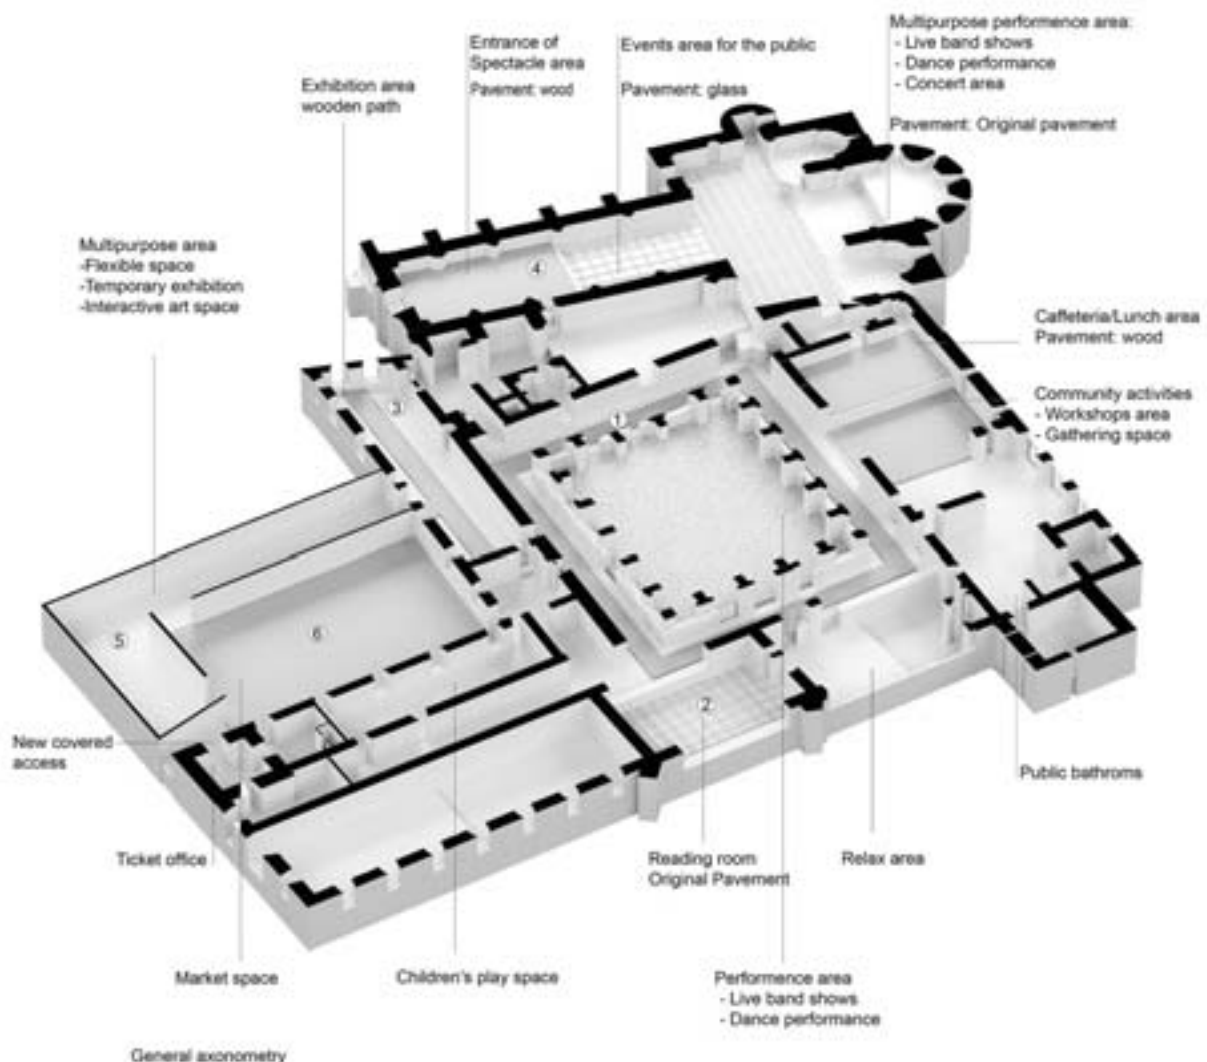 Multipurpose performence area:
- Live band shows
- Dance performance
- Concert area
Pavement: Original pavement
Entrance of
Spectacle area
Pavement: wood
Events area for the public
Pavement: glass
Exhibition area
wooden path
Multipurpose area
-Flexible space
-Temporary exhibition
-Interactive art space
4
Caffeteria/Lunch area
Pavement: wood
Community activities
- Workshops area
- Gathering space
3
1
5
6
2
New covered
access
Public bathroms
Ticket office
Reading room
Original Pavement
Relax area
Market space
Children's play space
Performence area
- Live band shows
- Dance performance
General axonometry